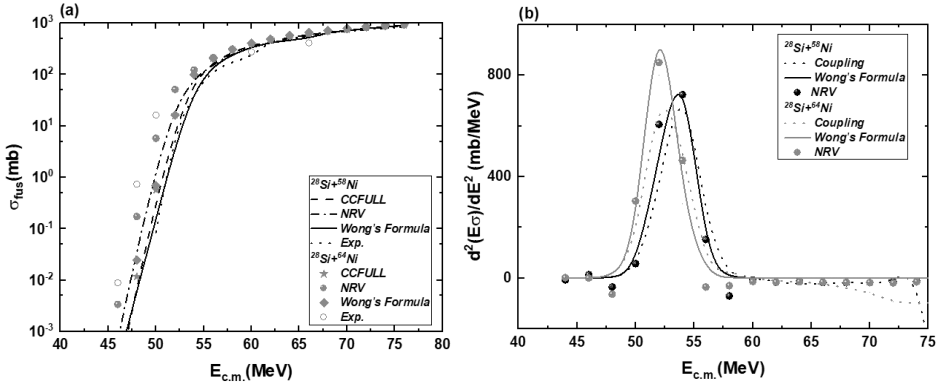 (a)
10³
10²
10¹
10⁰
10⁻¹
10⁻²
10⁻³
σfus(mb)
²⁸Si+⁵⁸Ni
CCFULL
NRV
Wong's Formula
Exp.
²⁸Si+⁶⁴Ni
CCFULL
NRV
Wong's Formula
Exp.
40 45 50 55 60 65 70 75 80
Ec.m.(MeV)
(b)
800
400
0
d²(Eσ)/dE² (mb/MeV)
²⁸Si+⁵⁸Ni
Coupling
Wong's Formula
NRV
²⁸Si+⁶⁴Ni
Coupling
Wong's Formula
NRV
40 45 50 55 60 65 70 75
Ec.m.(MeV)